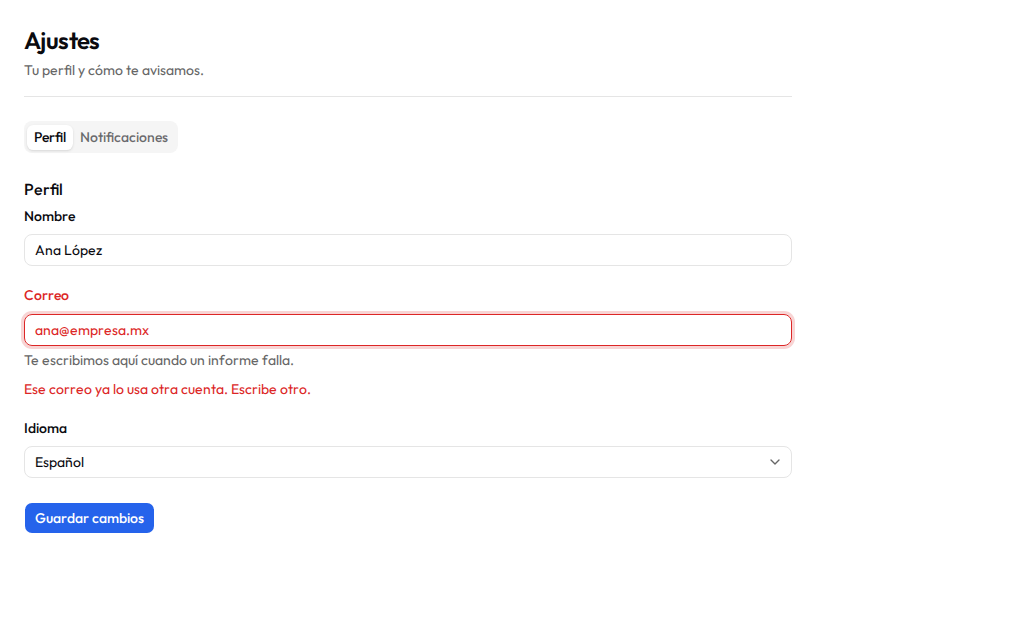 Ajustes
Tu perfil y cómo te avisamos.
Perfil Notificaciones
Perfil
Nombre
Ana López
Correo
ana@empresa.mx
Te escribimos aquí cuando un informe falla.
Ese correo ya lo usa otra cuenta. Escribe otro.
Idioma
Español
Guardar cambios